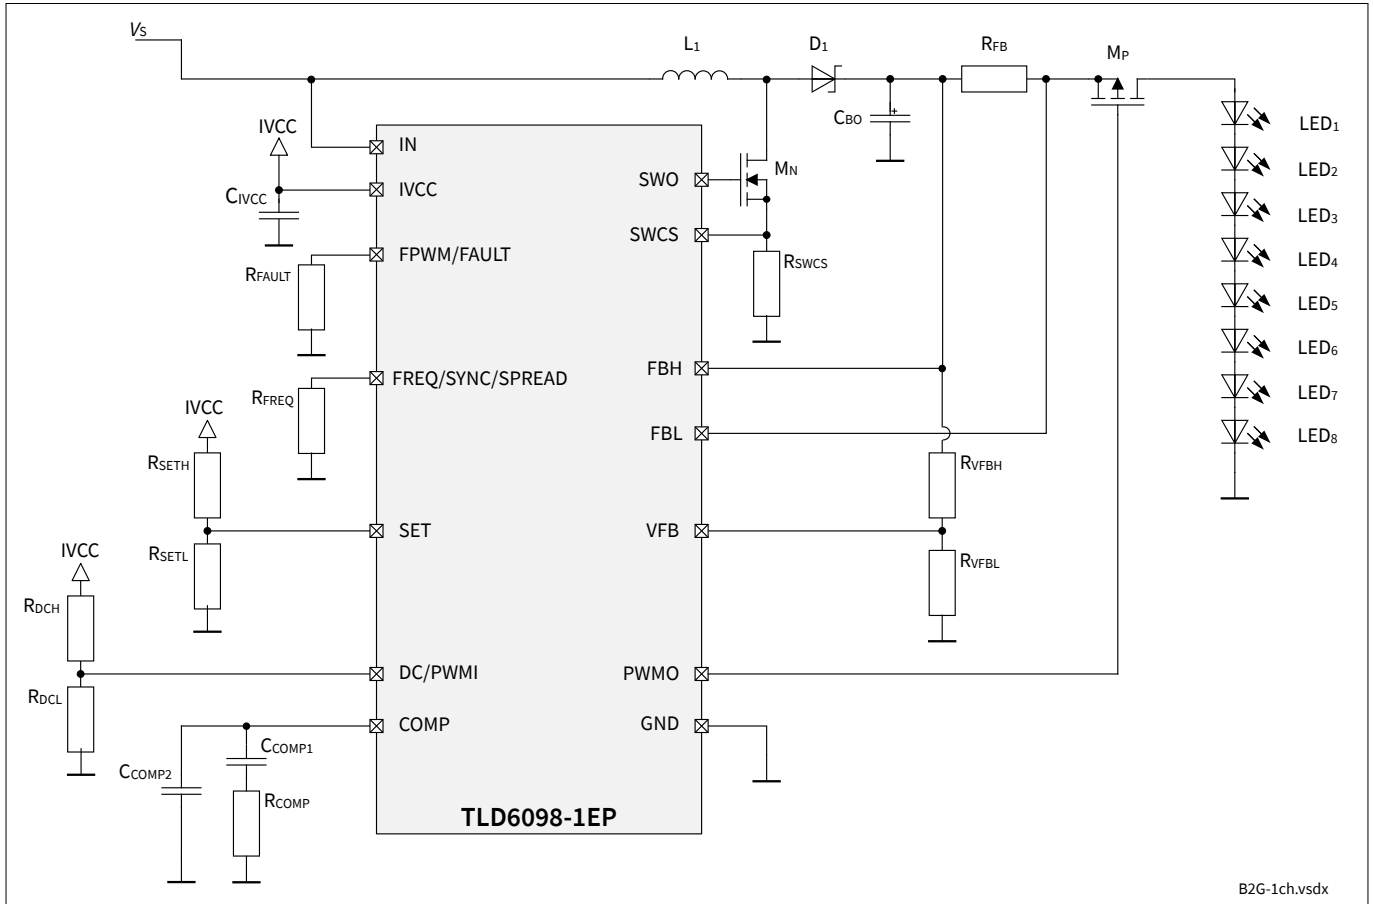 VS
L1
D1
RFB
MP
IVCC
IN
CBO
+
LED1
CIVCC
IVCC
SWO
MN
LED2
LED3
FPWM/FAULT
SWCS
RFAULT
RSWCS
LED4
LED5
LED6
FREQ/SYNC/SPREAD
FBH
RFREQ
LED7
IVCC
FBL
LED8
RSETH
RVFBH
SET
VFB
RSETL
RVFBL
IVCC
RDCH
DC/PWMI
PWMO
RDCL
COMP
GND
CCOMP1
CCOMP2
RCOMP
TLD6098-1EP
B2G-1ch.vsdx